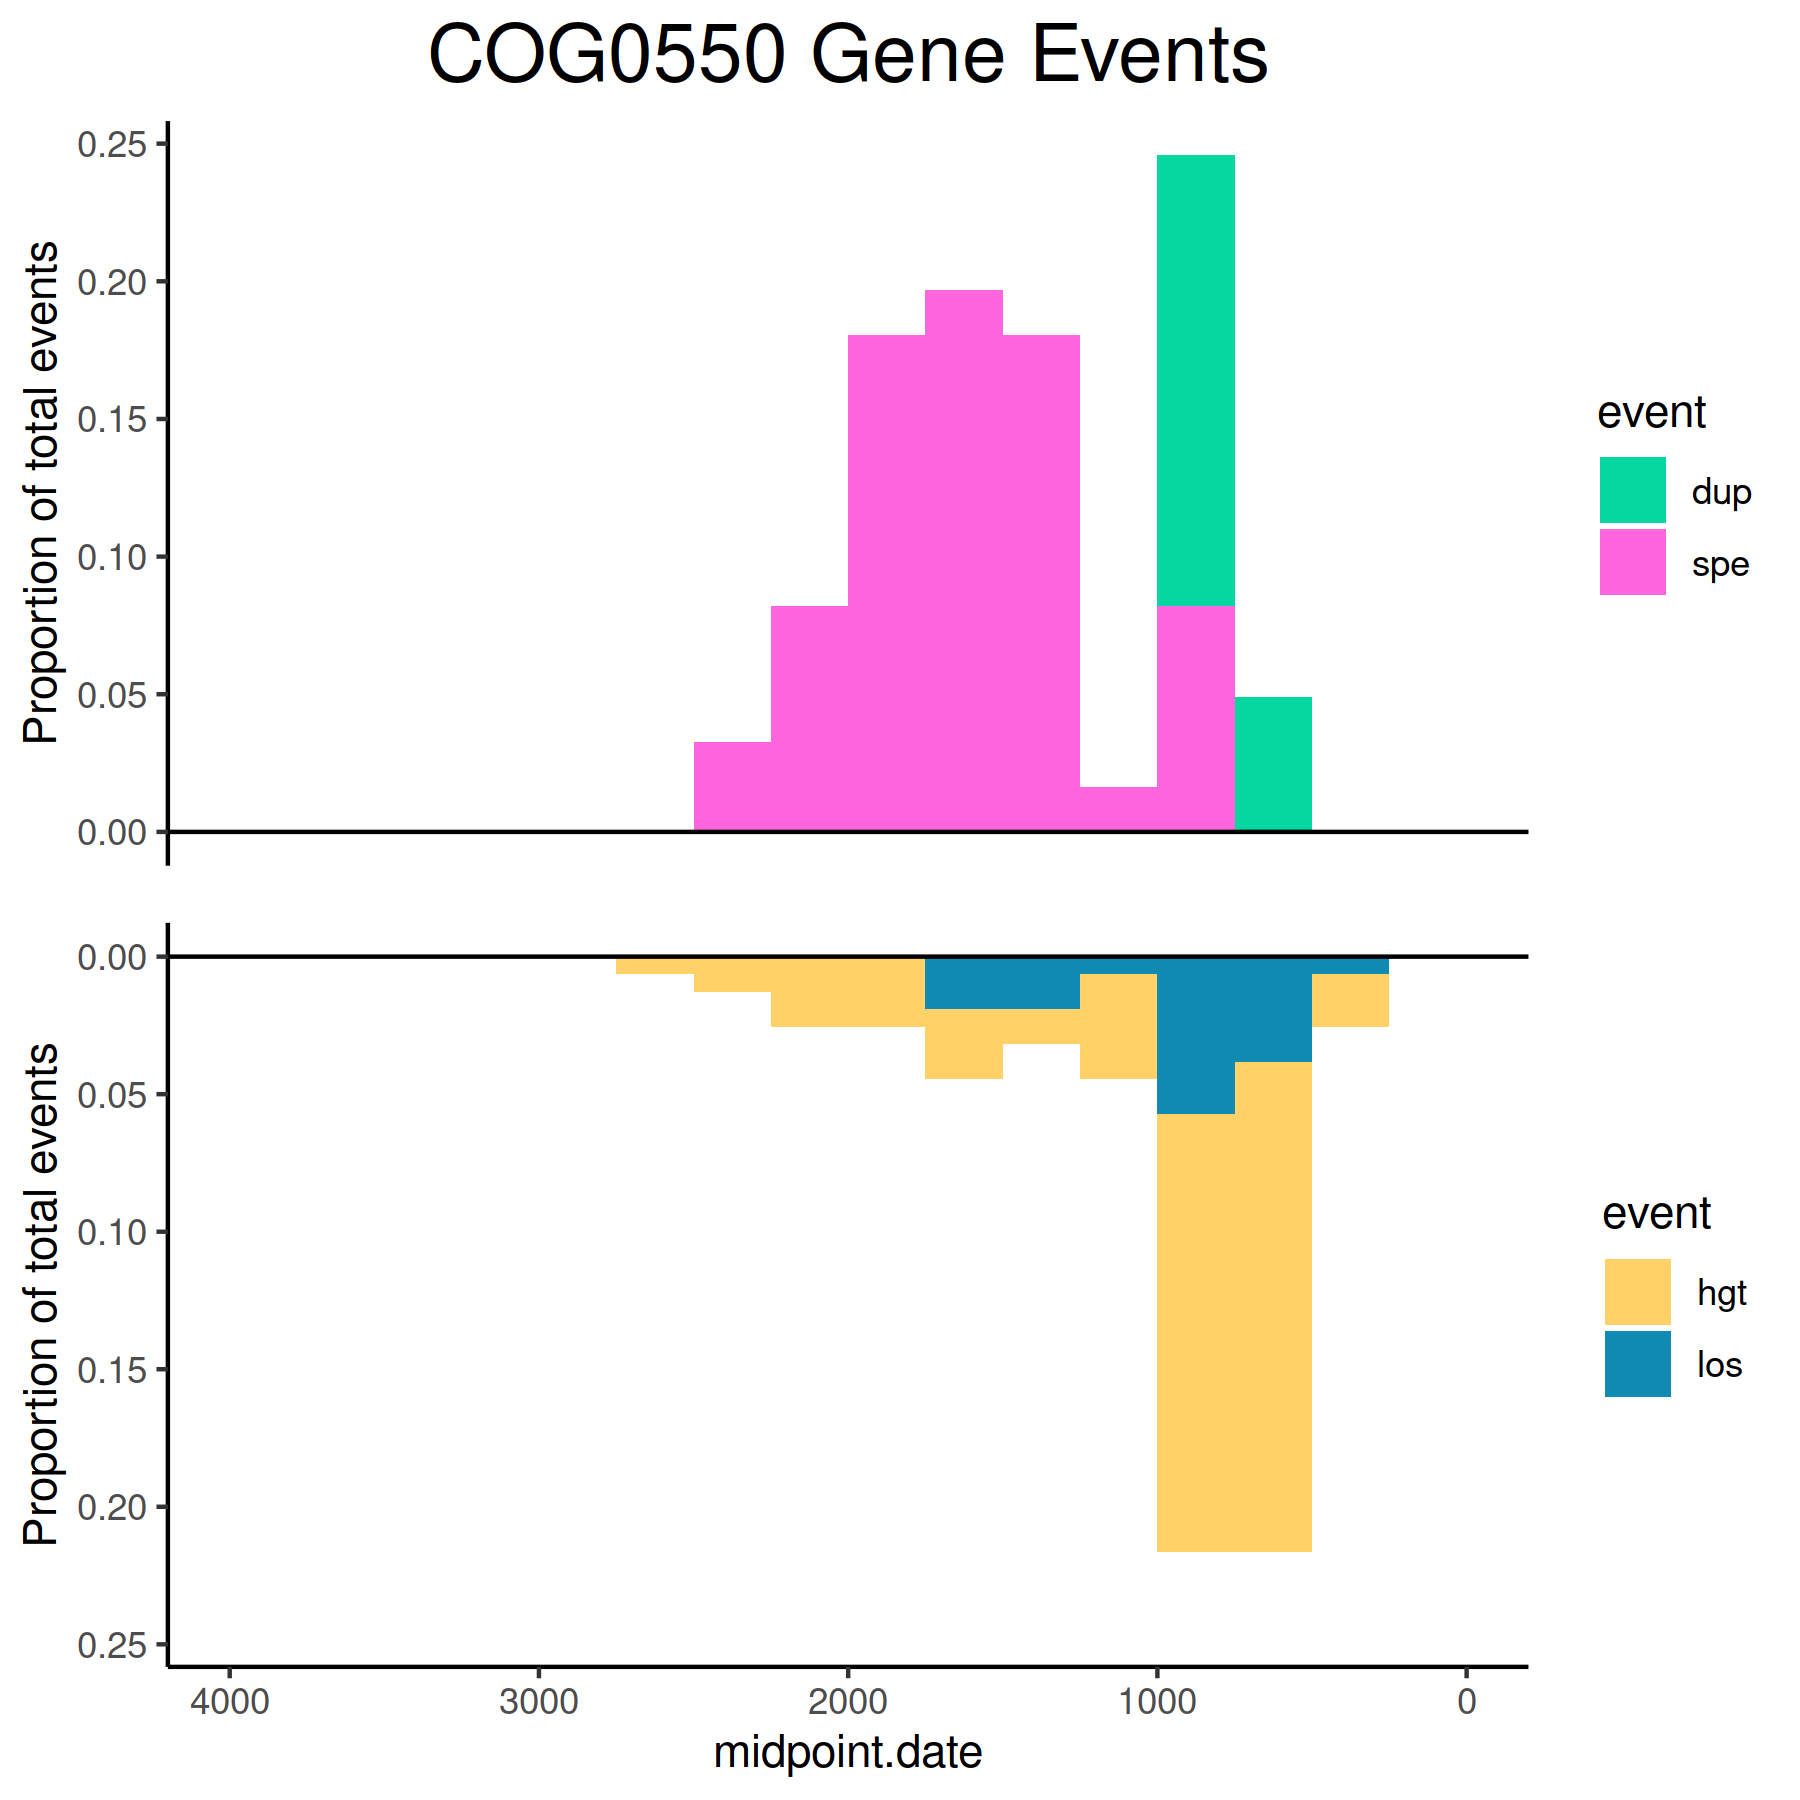 COG0550 Gene Events
Proportion of total events
0.25
0.20
0.15
0.10
0.05
0.00
event
dup
spe
Proportion of total events
0.00
0.05
0.10
0.15
0.20
0.25
event
hgt
los
4000 3000 2000 1000 0
midpoint.date